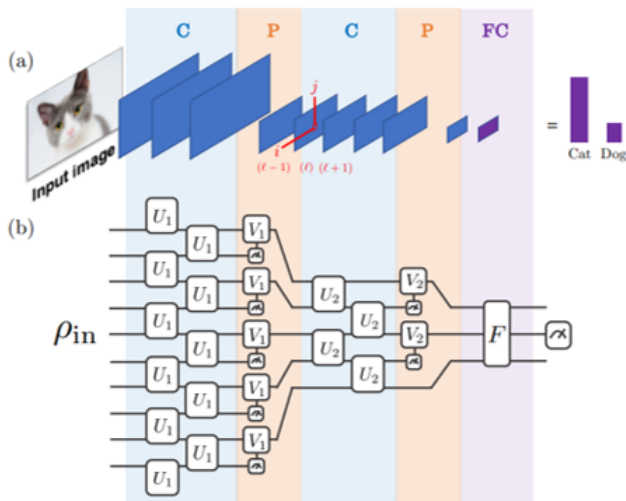 C P C P FC
(a)
Input image
j
i
(ℓ−1) (ℓ) (ℓ+1)
=
Cat Dog
(b)
U₁
V₁
U₁
U₁
V₁ V₂
U₁ U₂
U₁ U₂
ρin V₁ V₂ F
U₁ U₂
U₁ U₂
V₁
U₁
U₁
V₁
U₁
U₁